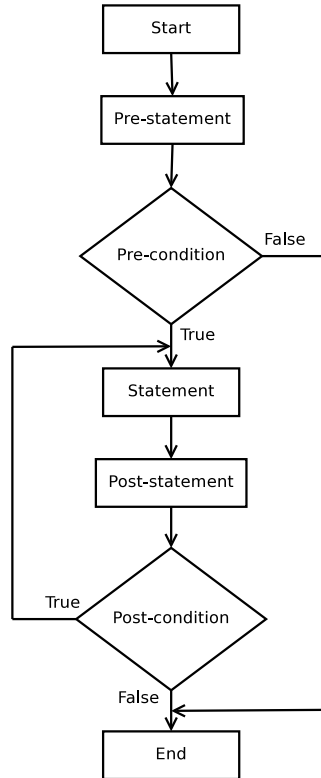 Start
Pre-statement
Pre-condition
False
True
Statement
Post-statement
True
Post-condition
False
End